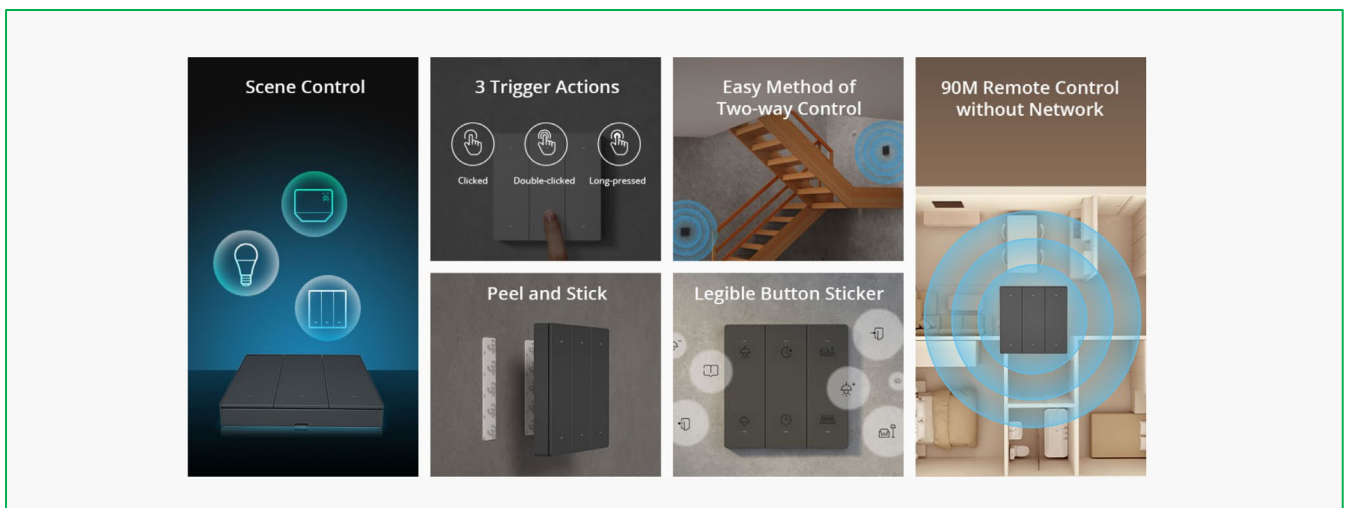 Scene Control
3 Trigger Actions
Clicked
Double-clicked
Long-pressed
Easy Method of
Two-way Control
90M Remote Control
without Network
Peel and Stick
Legible Button Sticker